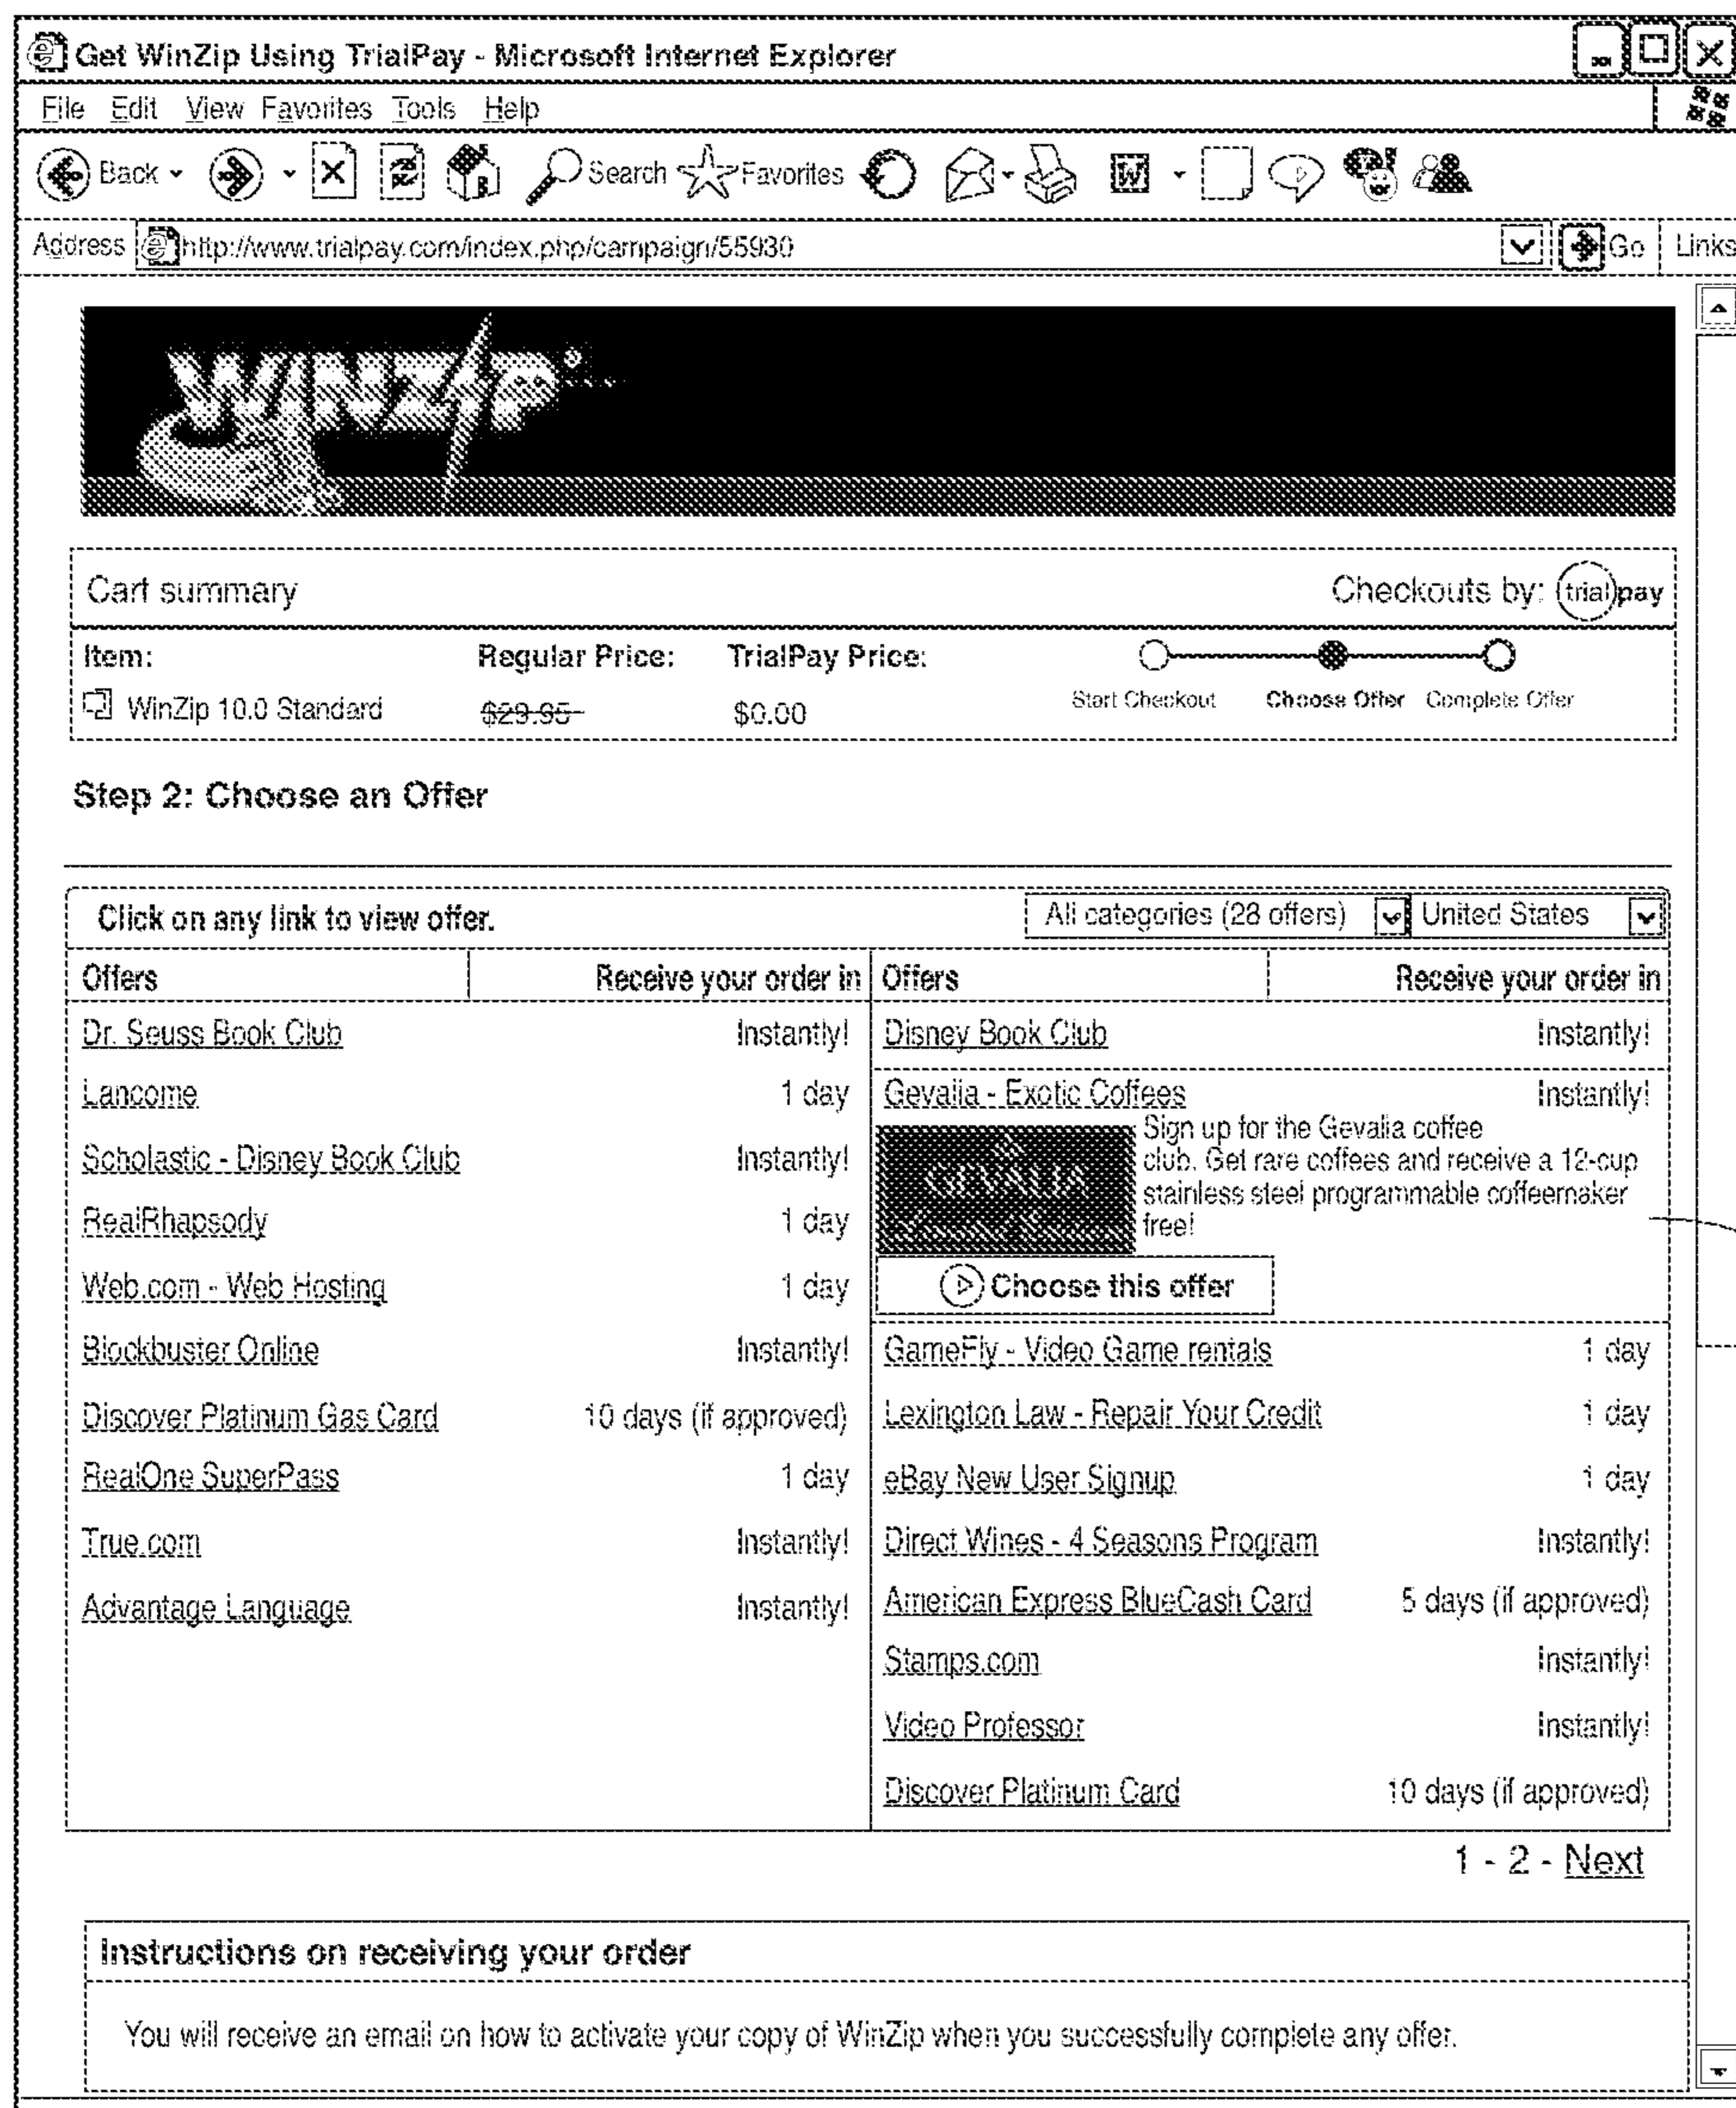 Get WinZip Using TrialPay - Microsoft Internet Explorer
File Edit View Favorites Tools Help
Back Search Favorites W
Address http://www.trialpay.com/index.php/campaign/55930 Go Links
WINZIP®
Cart summary Checkouts by: trialpay
Item: Regular Price: TrialPay Price:
WinZip 10.0 Standard $29.95 $0.00 Start Checkout Choose Offer Complete Offer
Step 2: Choose an Offer
Click on any link to view offer. All categories (28 offers) United States
Offers Receive your order in Offers Receive your order in
Dr. Seuss Book Club Instantly!
Lancome 1 day
Scholastic - Disney Book Club Instantly!
RealRhapsody 1 day
Web.com - Web Hosting 1 day
Blockbuster Online Instantly!
Discover Platinum Gas Card 10 days (if approved)
RealOne SuperPass 1 day
True.com Instantly!
Advantage Language Instantly!
Disney Book Club Instantly!
Gevalia - Exotic Coffees Instantly!
GEVALIA
Sign up for the Gevalia coffee
club. Get rare coffees and receive a 12-cup
stainless steel programmable coffeemaker
free!
Choose this offer
GameFly - Video Game rentals 1 day
Lexington Law - Repair Your Credit 1 day
eBay New User Signup 1 day
Direct Wines - 4 Seasons Program Instantly!
American Express BlueCash Card 5 days (if approved)
Stamps.com Instantly!
Video Professor Instantly!
Discover Platinum Card 10 days (if approved)
1 - 2 - Next
Instructions on receiving your order
You will receive an email on how to activate your copy of WinZip when you successfully complete any offer.